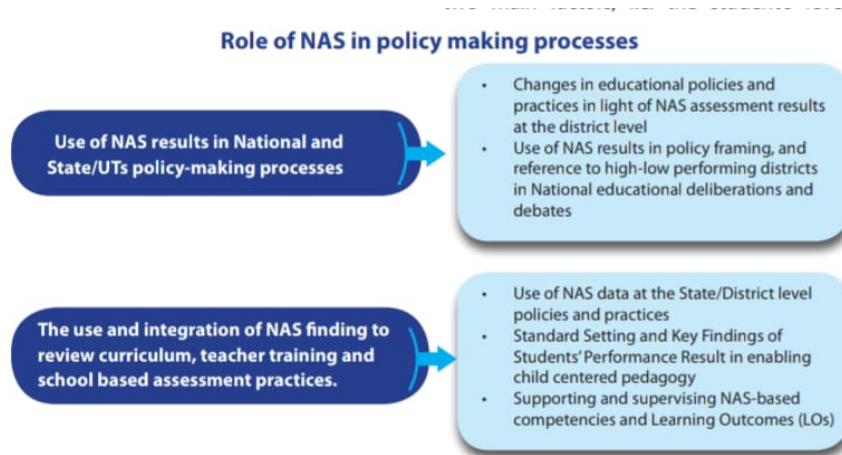 Role of NAS in policy making processes
Use of NAS results in National and
State/UTs policy-making processes
• Changes in educational policies and
practices in light of NAS assessment results
at the district level
• Use of NAS results in policy framing, and
reference to high-low performing districts
in National educational deliberations and
debates
The use and integration of NAS finding to
review curriculum, teacher training and
school based assessment practices.
• Use of NAS data at the State/District level
policies and practices
• Standard Setting and Key Findings of
Students' Performance Result in enabling
child centered pedagogy
• Supporting and supervising NAS-based
competencies and Learning Outcomes (LOs)